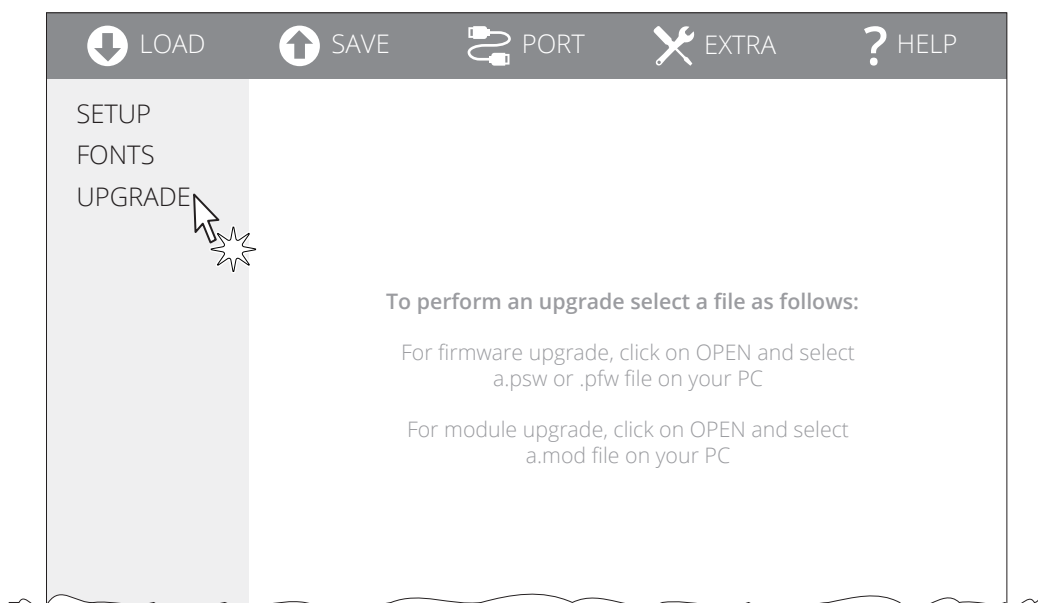 LOAD SAVE PORT EXTRA ? HELP
SETUP
FONTS
UPGRADE
To perform an upgrade select a file as follows:
For firmware upgrade, click on OPEN and select
a.psw or .pfw file on your PC
For module upgrade, click on OPEN and select
a.mod file on your PC